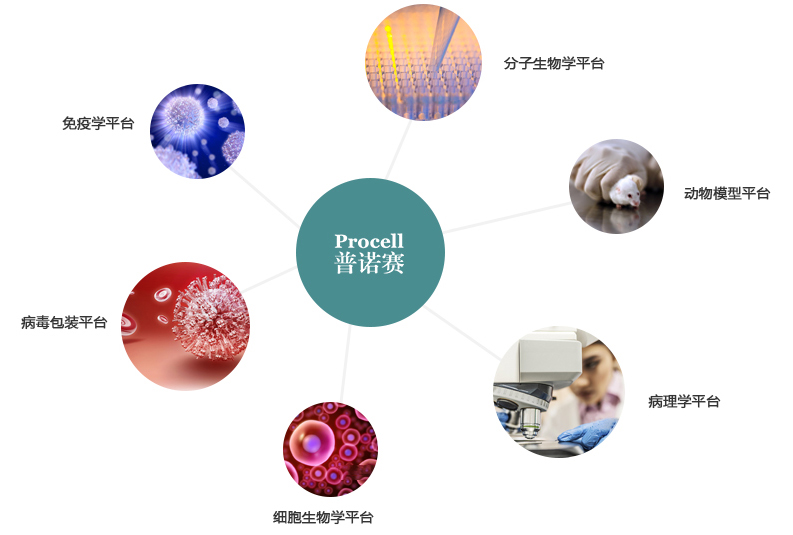 分子生物学平台
免疫学平台
动物模型平台
Procell
普诺赛
病毒包装平台
病理学平台
细胞生物学平台